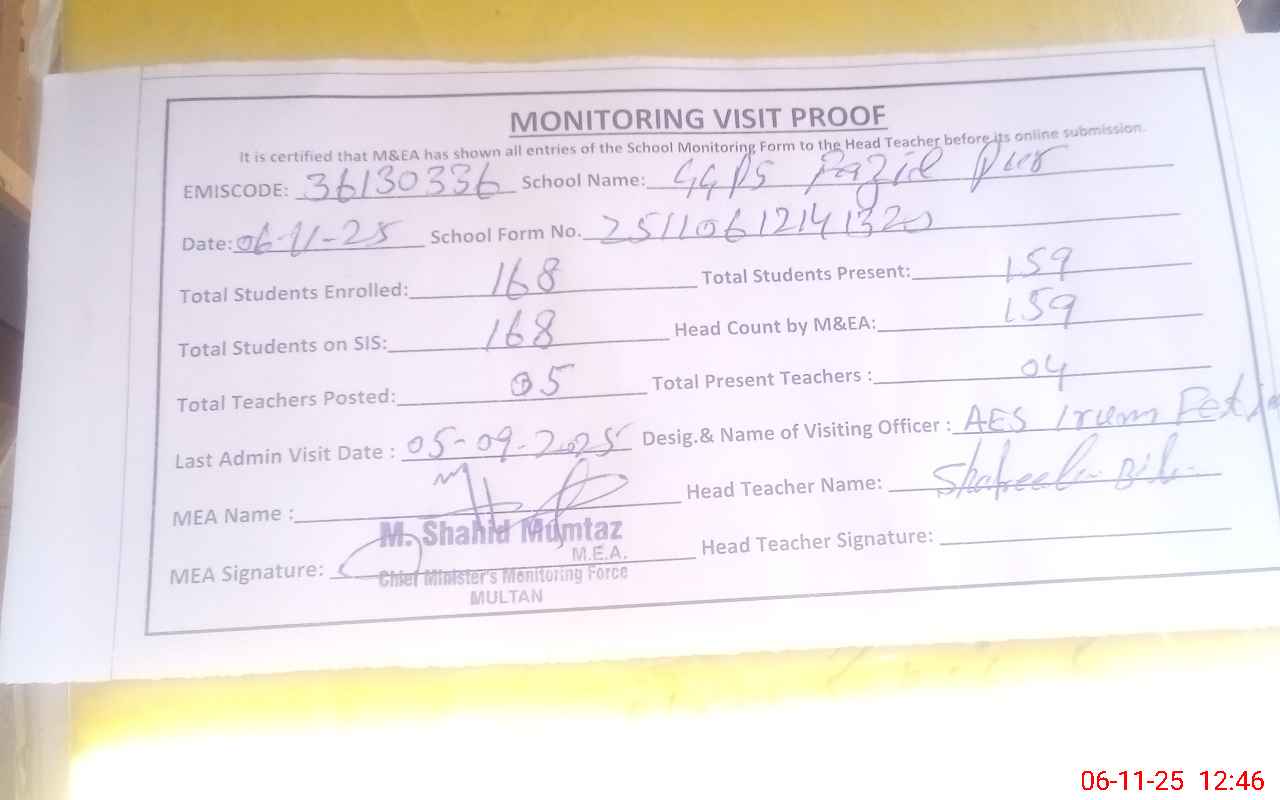 MONITORING VISIT PROOF
It is certified that M&EA has shown all entries of the School Monitoring Form to the Head Teacher before its online submission.
EMISCODE: 36130336 School Name: GGPS Fazil Pur
Date: 06-11-25 School Form No. 25110612141320
Total Students Enrolled: 168 Total Students Present: 159
Total Students on SIS: 168 Head Count by M&EA: 159
Total Teachers Posted: 05 Total Present Teachers : 04
Last Admin Visit Date : 05-09-2025 Desig.& Name of Visiting Officer : AES Irum
MEA Name : Head Teacher Name:
M. Shahid Mumtaz
M.E.A.
MEA Signature: Head Teacher Signature:
Chief Minister's Monitoring Force
MULTAN
06-11-25 12:46